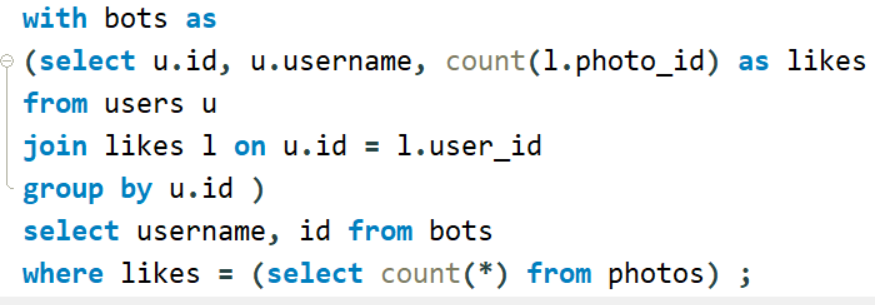 with bots as
(select u.id, u.username, count(l.photo_id) as likes
from users u
join likes l on u.id = l.user_id
group by u.id )
select username, id from bots
where likes = (select count(*) from photos) ;